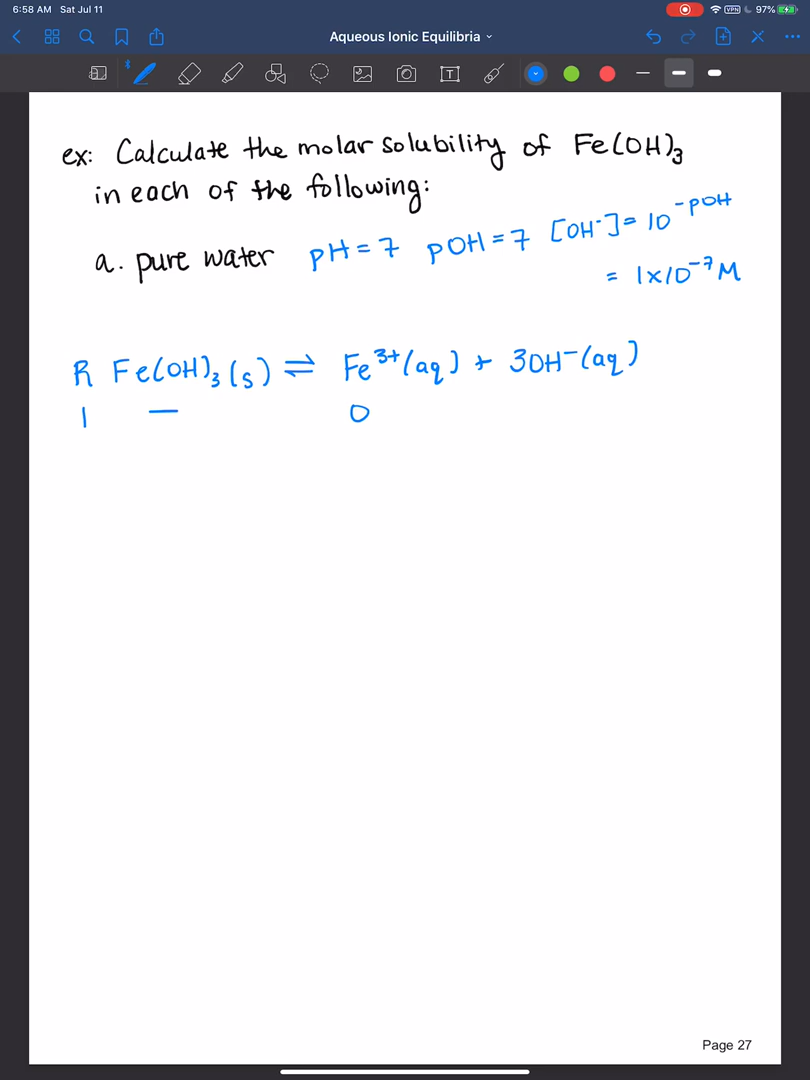 6:58 AM Sat Jul 11
VPN 97%
Aqueous Ionic Equilibria
T
ex: Calculate the molar solubility of Fe(OH)₃
in each of the following:
a. pure water pH = 7 pOH = 7 [OH⁻] = 10⁻ᵖᴼᴴ
= 1x10⁻⁷ M
R Fe(OH)₃(s) ⇌ Fe³⁺(aq) + 3OH⁻(aq)
I — 0
Page 27